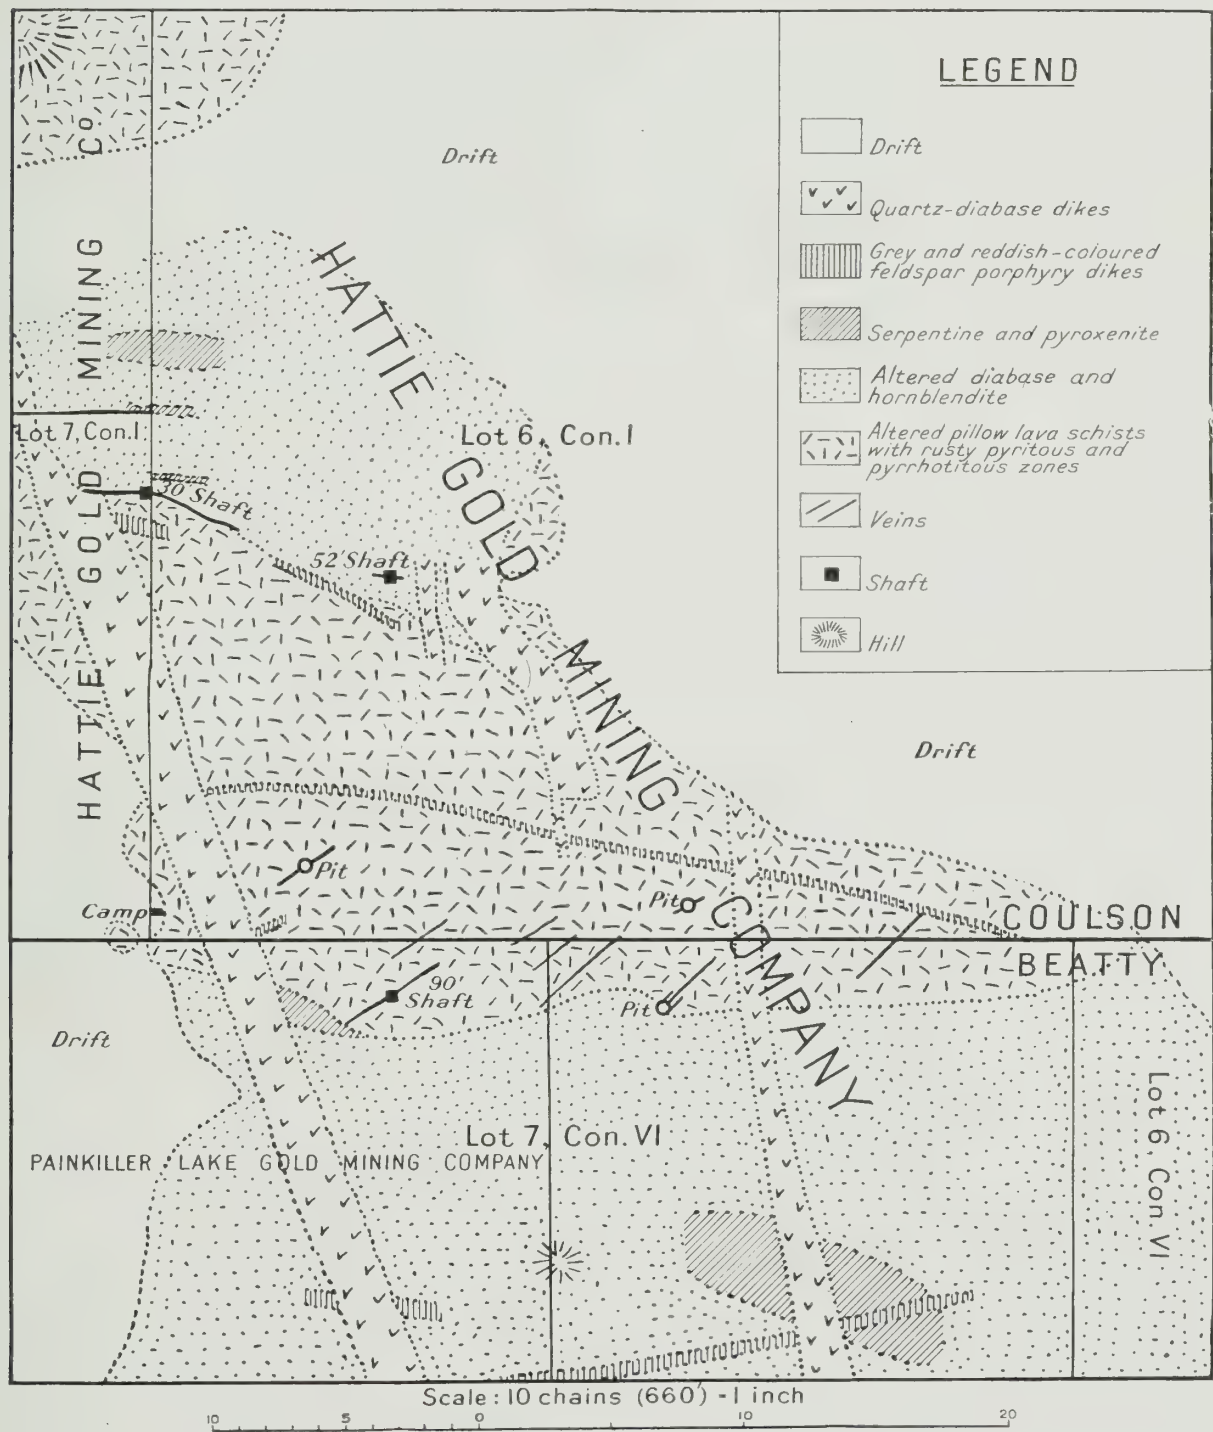 LEGEND
Drift
Quartz-diabase dikes
Grey and reddish-coloured
feldspar porphyry dikes
Serpentine and pyroxenite
Altered diabase and
hornblendite
Altered pillow lava schists
with rusty pyritous and
pyrrhotitous zones
Veins
Shaft
Hill
Drift
HATTIE GOLD MINING Co.
HATTIE GOLD MINING COMPANY
Lot 7, Con. I.
Lot 6, Con. I
30' Shaft
52' Shaft
Drift
Pit
Pit
Camp
COULSON
BEATTY
90'
Shaft
Pit
Drift
Lot 7, Con. VI
PAINKILLER LAKE GOLD MINING COMPANY
Lot 6, Con. VI
Scale: 10 chains (660') - 1 inch
10 5 0 10 20